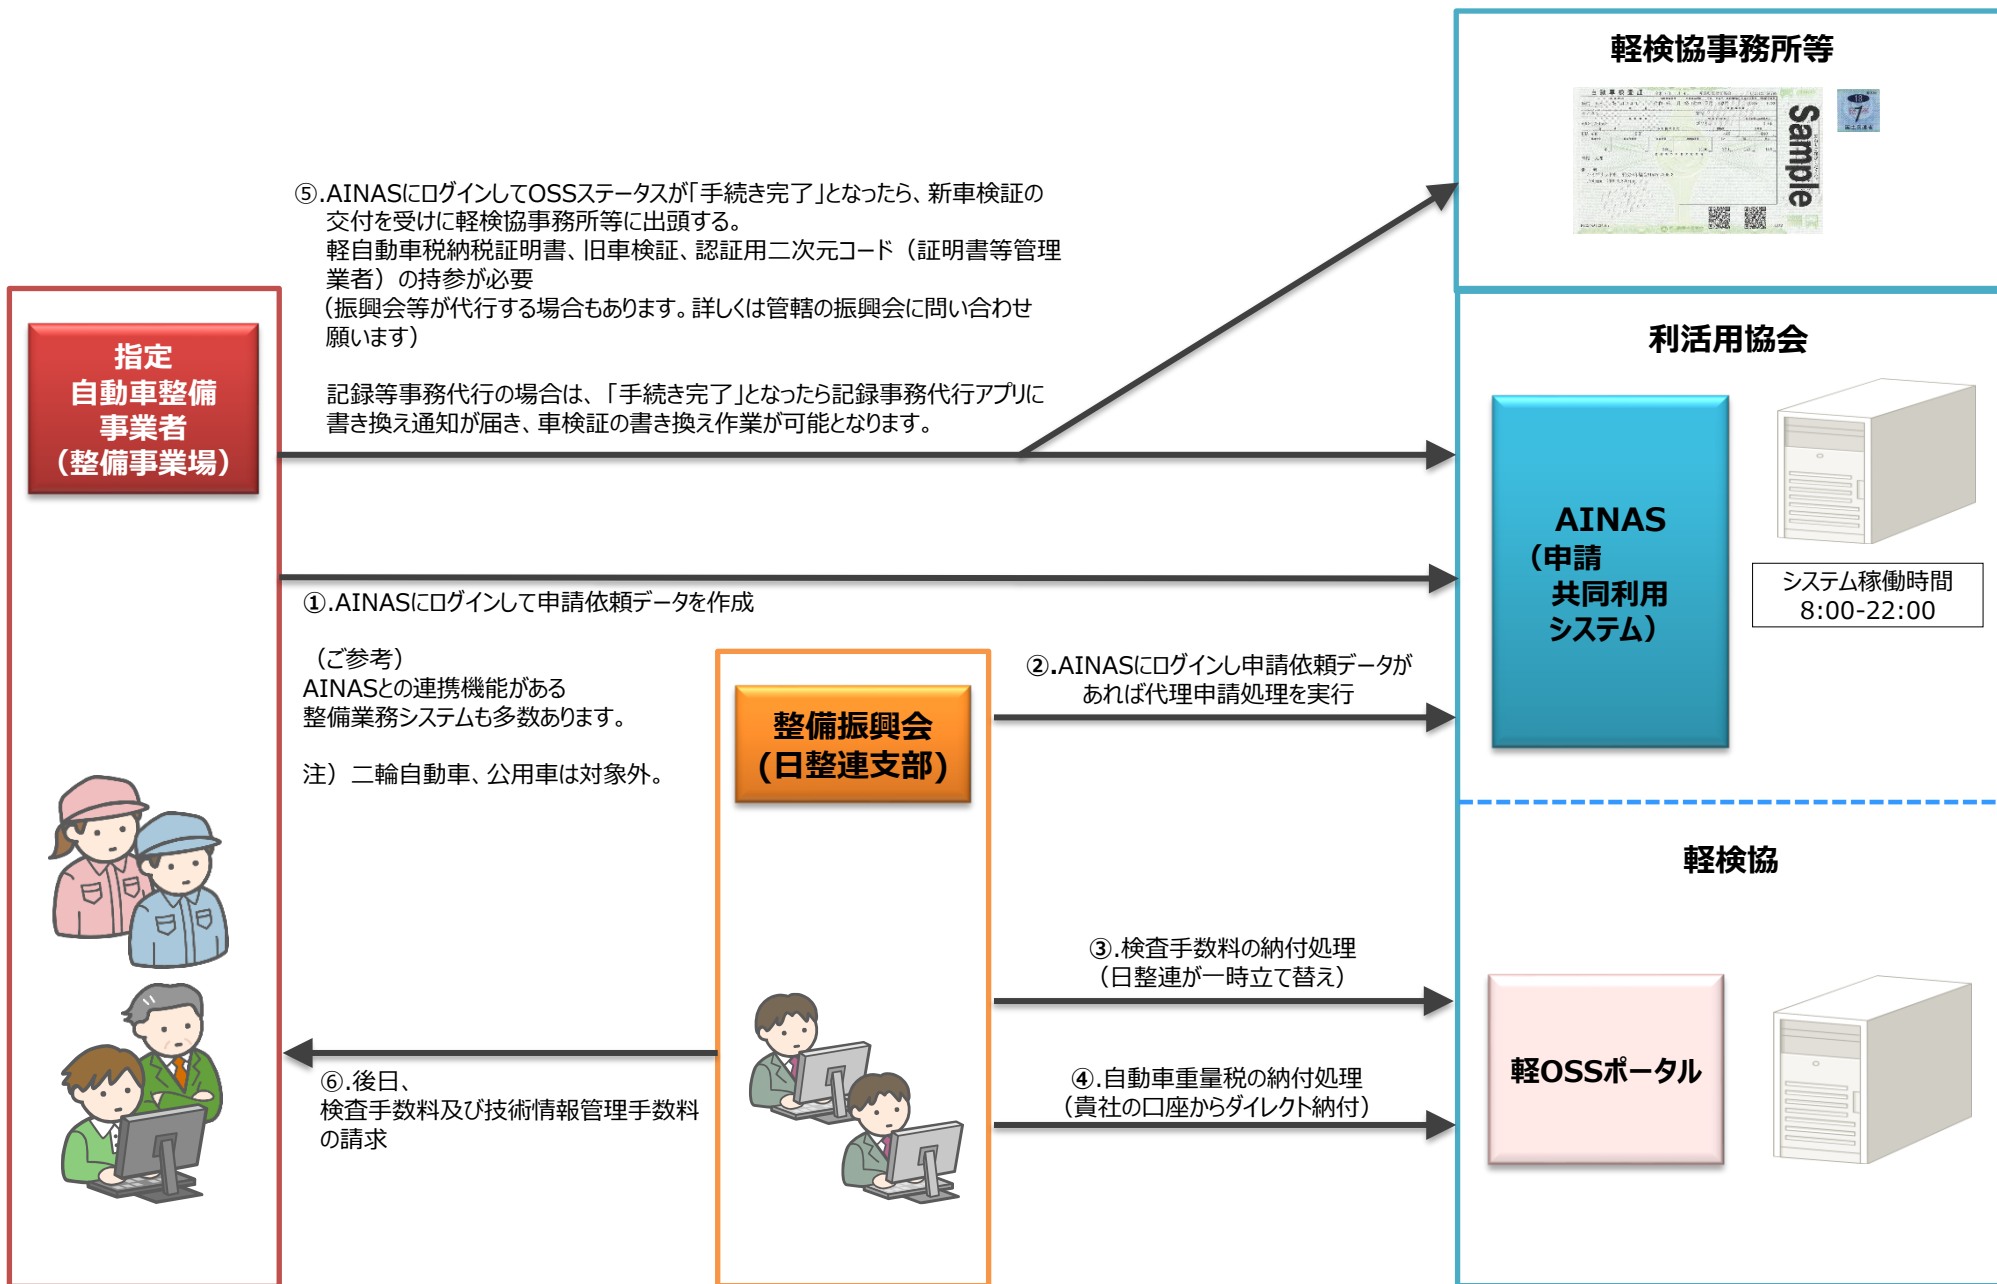 軽検協事務所等
自動車検査証
Sample
⑤.AINASにログインしてOSSステータスが「手続き完了」となったら、新車検証の
交付を受けに軽検協事務所等に出頭する。
軽自動車税納税証明書、旧車検証、認証用二次元コード（証明書等管理
業者）の持参が必要
（振興会等が代行する場合もあります。詳しくは管轄の振興会に問い合わせ
願います）
記録等事務代行の場合は、「手続き完了」となったら記録事務代行アプリに
書き換え通知が届き、車検証の書き換え作業が可能となります。
指定
自動車整備
事業者
（整備事業場）
利活用協会
AINAS
（申請
共同利用
システム）
システム稼働時間
8:00-22:00
①.AINASにログインして申請依頼データを作成
（ご参考）
AINASとの連携機能がある
整備業務システムも多数あります。
注）二輪自動車、公用車は対象外。
整備振興会
(日整連支部)
②.AINASにログインし申請依頼データが
あれば代理申請処理を実行
軽検協
③.検査手数料の納付処理
（日整連が一時立て替え）
軽OSSポータル
④.自動車重量税の納付処理
（貴社の口座からダイレクト納付）
⑥.後日、
検査手数料及び技術情報管理手数料
の請求